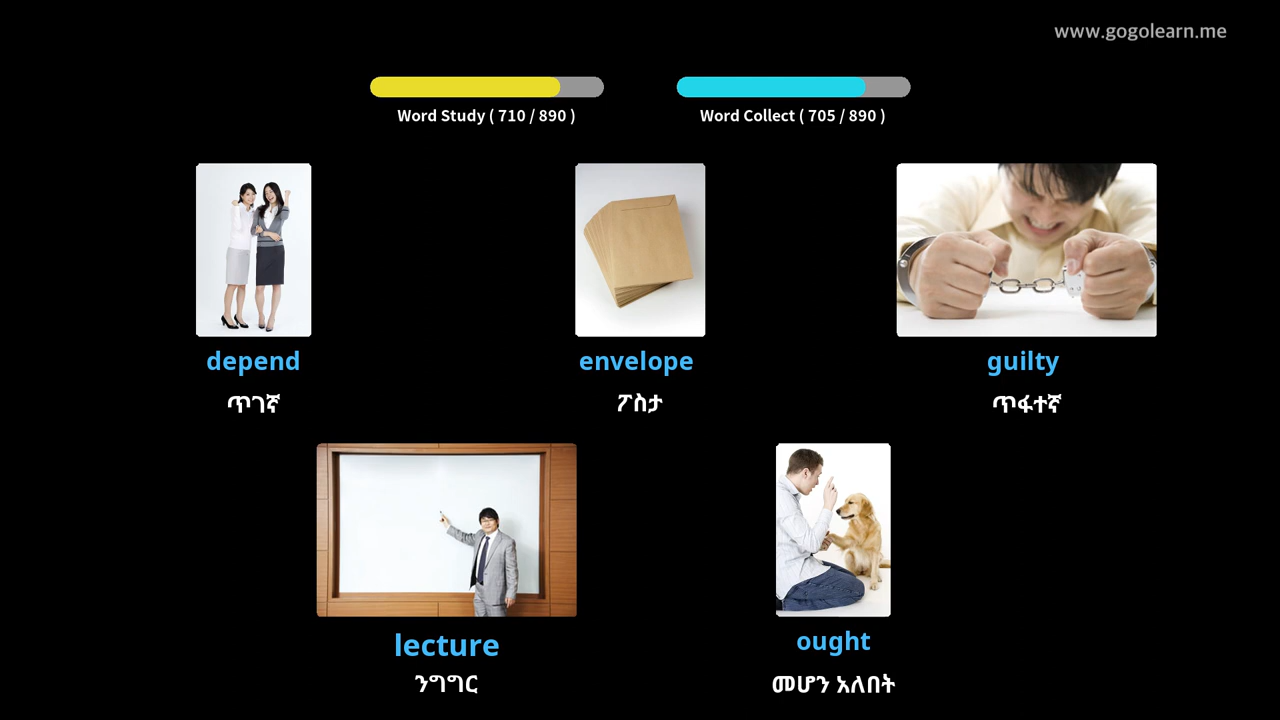 www.gogolearn.me
Word Study ( 710 / 890 )
Word Collect ( 705 / 890 )
depend
envelope
guilty
ጥገኛ
ፖስታ
ጥፋተኛ
lecture
ought
ንግግር
መሆን አለበት